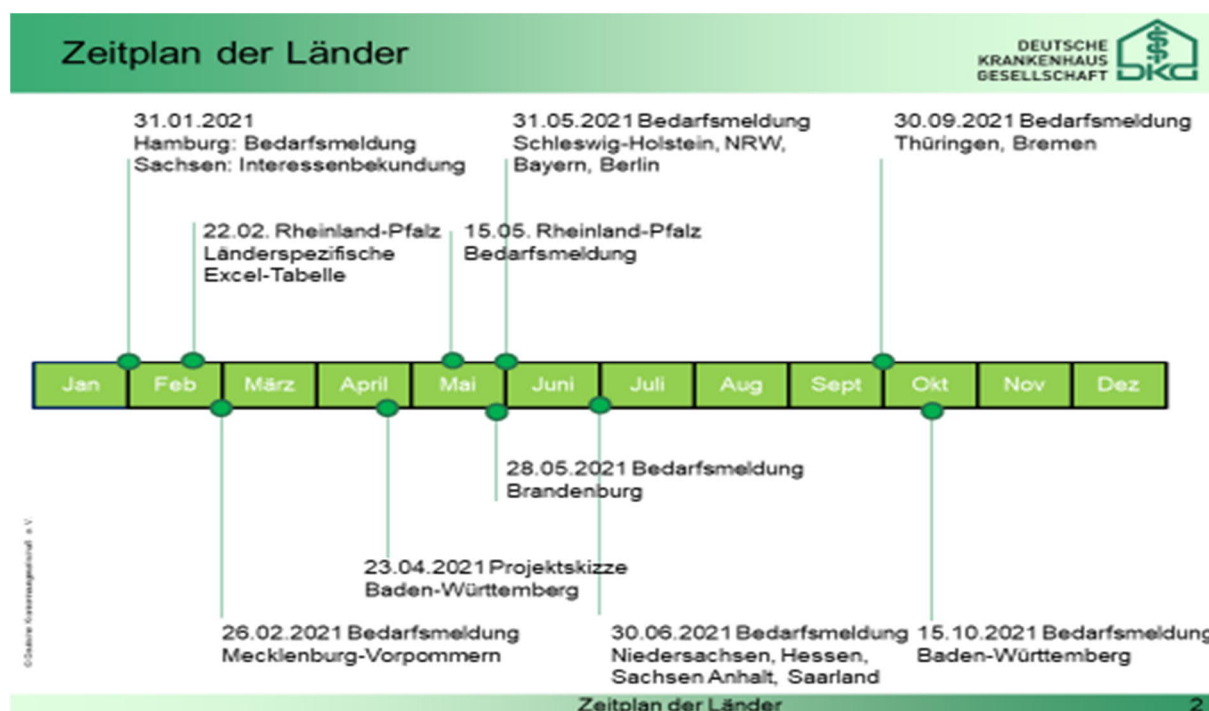 Zeitplan der Länder
DEUTSCHE
KRANKENHAUS
GESELLSCHAFT DKG
31.01.2021
Hamburg: Bedarfsmeldung
Sachsen: Interessenbekundung
31.05.2021 Bedarfsmeldung
Schleswig-Holstein, NRW,
Bayern, Berlin
30.09.2021 Bedarfsmeldung
Thüringen, Bremen
22.02. Rheinland-Pfalz
Länderspezifische
Excel-Tabelle
15.05. Rheinland-Pfalz
Bedarfsmeldung
Jan Feb März April Mai Juni Juli Aug Sept Okt Nov Dez
28.05.2021 Bedarfsmeldung
Brandenburg
23.04.2021 Projektskizze
Baden-Württemberg
26.02.2021 Bedarfsmeldung
Mecklenburg-Vorpommern
30.06.2021 Bedarfsmeldung
Niedersachsen, Hessen,
Sachsen Anhalt, Saarland
15.10.2021 Bedarfsmeldung
Baden-Württemberg
© Deutsche Krankenhausgesellschaft e.V.
Zeitplan der Länder 2